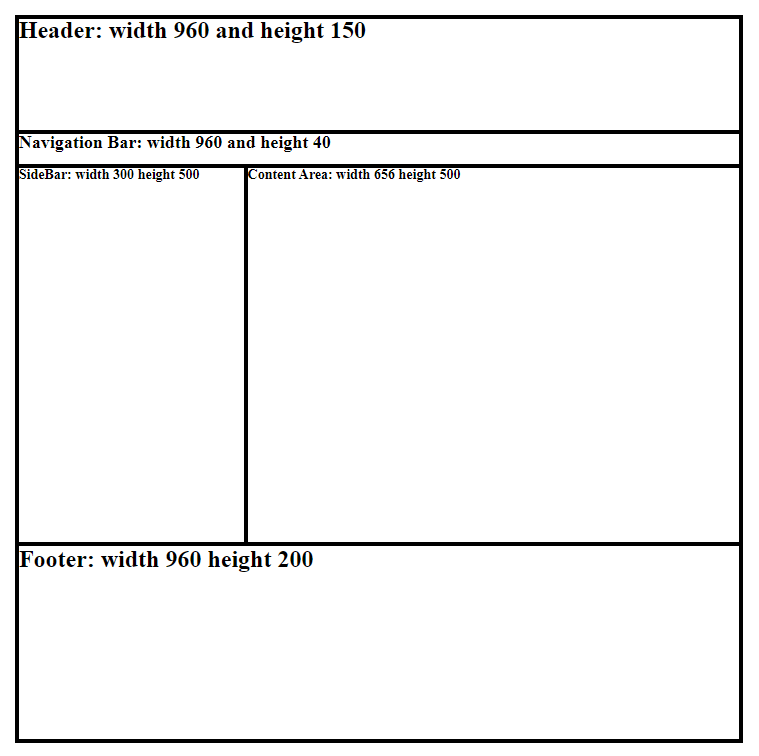 Header: width 960 and height 150
Navigation Bar: width 960 and height 40
SideBar: width 300 height 500
Content Area: width 656 height 500
Footer: width 960 height 200